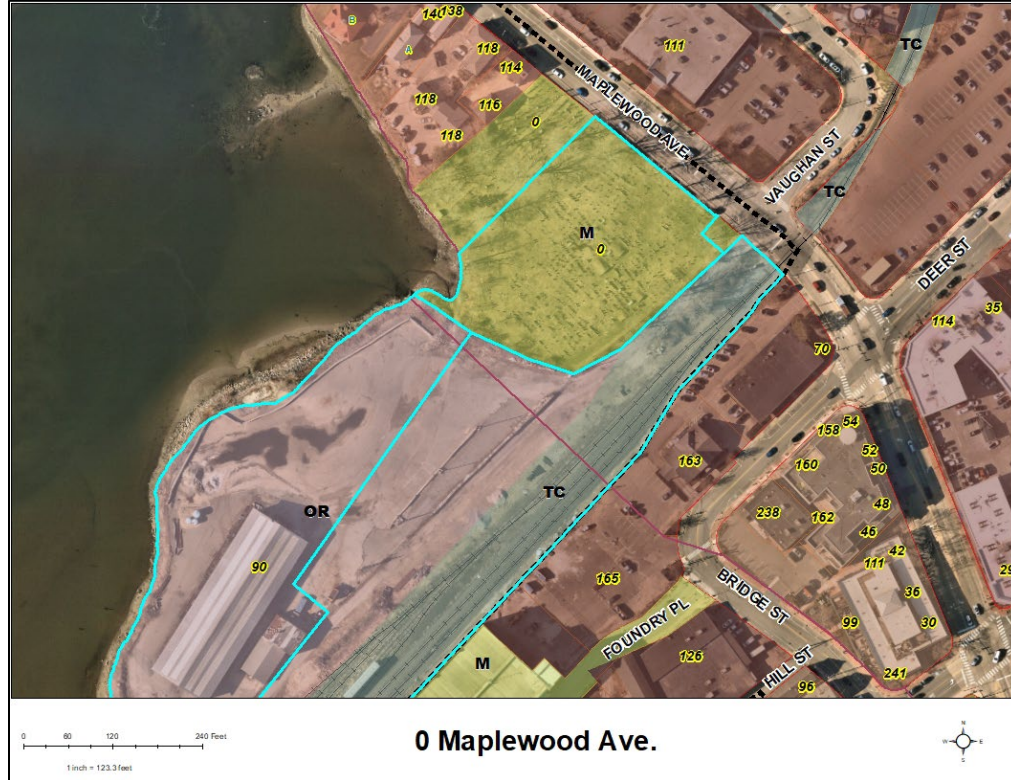 B
140
138
A
118
111
TC
114
118
116
0
118
MAPLEWOOD AVE
VAUGHAN ST
TC
M
0
DEER ST
35
114
70
54
158
52
163
160
50
TC
48
238
162
OR
46
42
111
90
165
BRIDGE ST
36
29
FOUNDRY PL
99
30
M
126
HILL ST
241
96
0 60 120 240 Feet
1 inch = 123.3 feet
0 Maplewood Ave.
N
W E
S